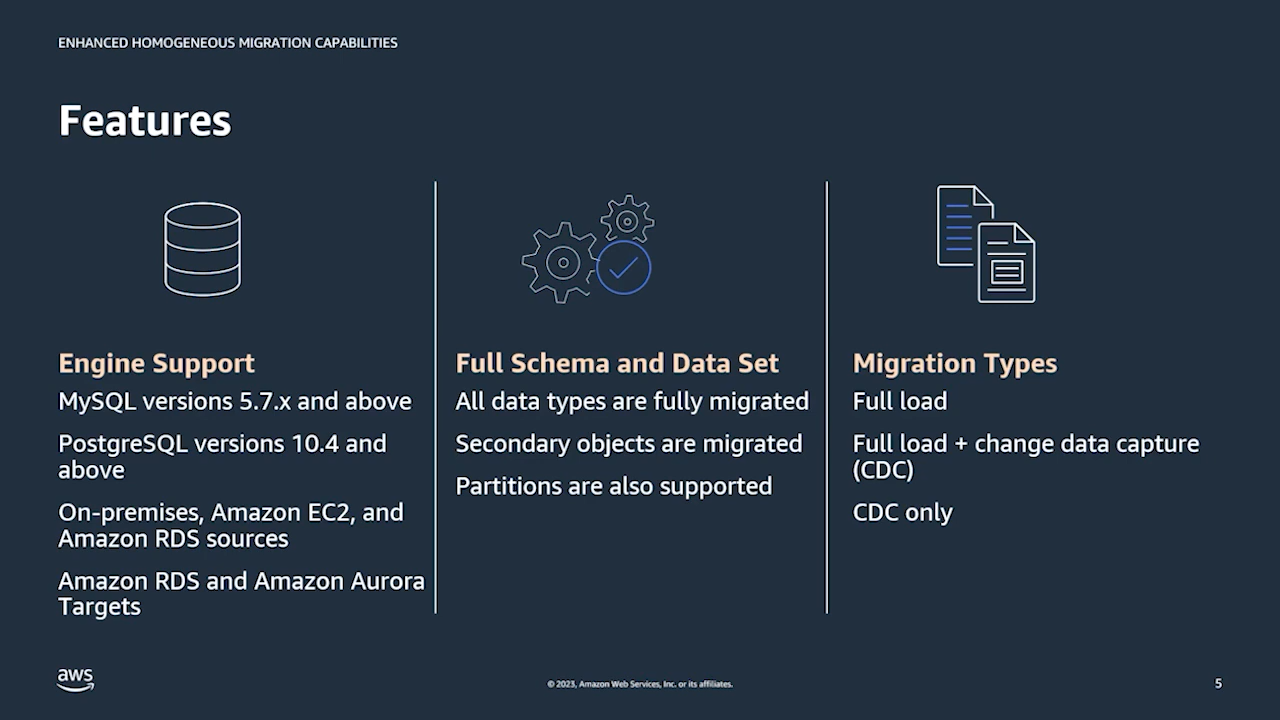 ENHANCED HOMOGENEOUS MIGRATION CAPABILITIES
Features
Engine Support
MySQL versions 5.7.x and above
PostgreSQL versions 10.4 and
above
On-premises, Amazon EC2, and
Amazon RDS sources
Amazon RDS and Amazon Aurora
Targets
Full Schema and Data Set
All data types are fully migrated
Secondary objects are migrated
Partitions are also supported
Migration Types
Full load
Full load + change data capture
(CDC)
CDC only
aws
© 2023, Amazon Web Services, Inc. or its affiliates.
5